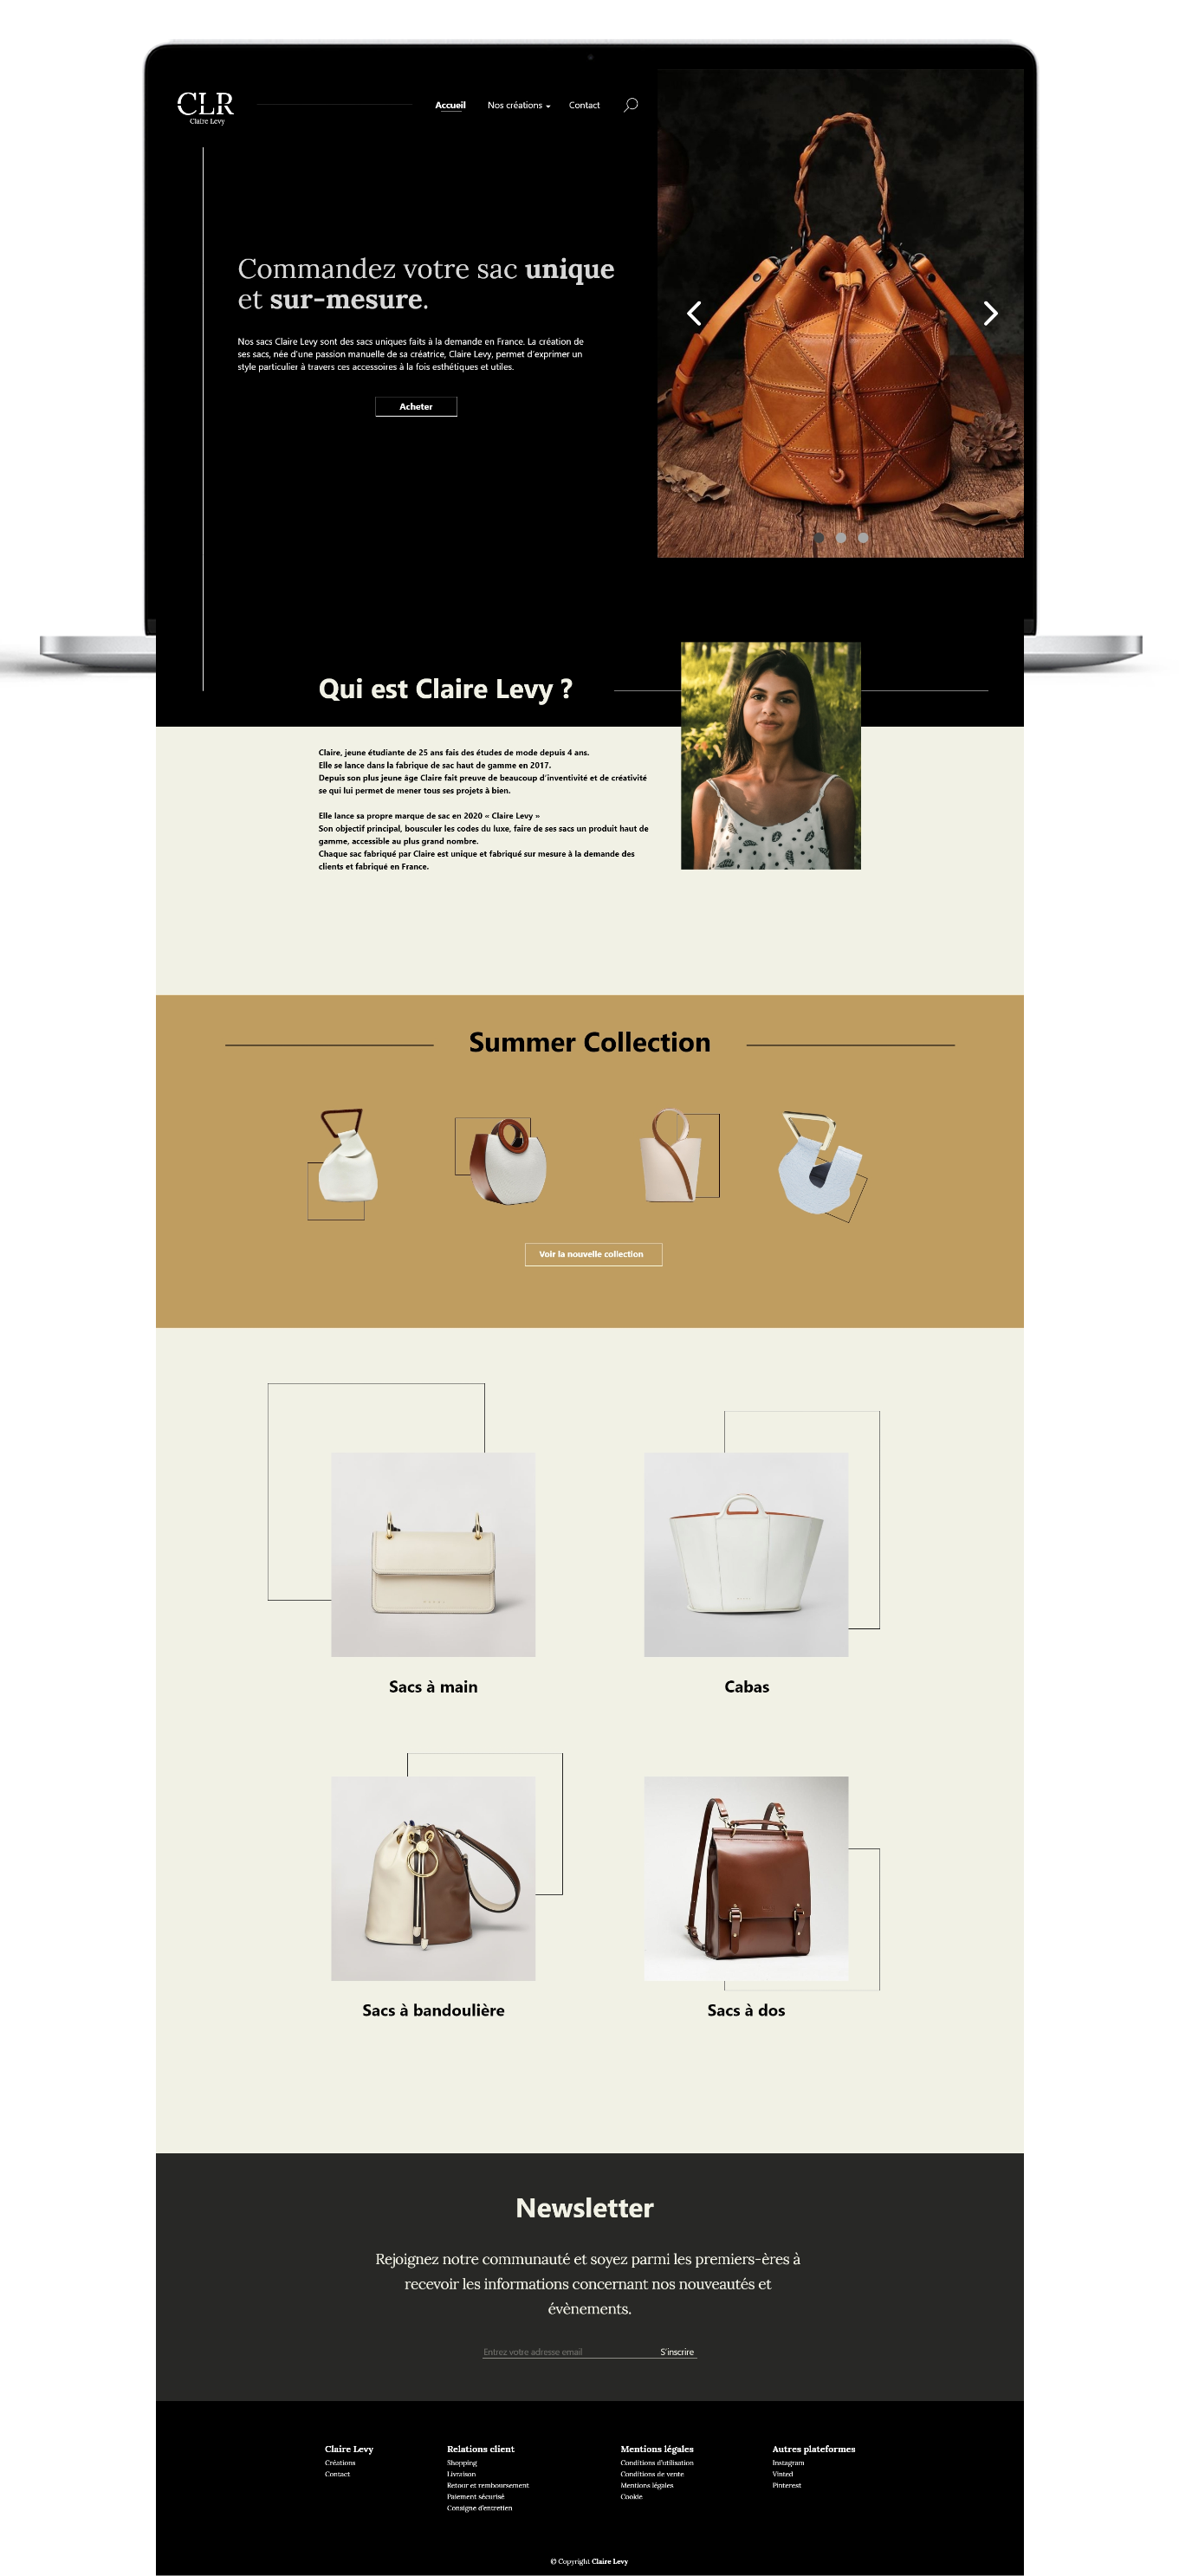 CLR
Claire Levy
Accueil
Nos créations
Contact
Commandez votre sac unique
et sur-mesure.
Nos sacs Claire Levy sont des sacs uniques faits à la demande en France. La création de
ses sacs, née d'une passion manuelle de sa créatrice, Claire Levy, permet d'exprimer un
style particulier à travers ces accessoires à la fois esthétiques et utiles.
Acheter
Qui est Claire Levy ?
Claire, jeune étudiante de 25 ans fais des études de mode depuis 4 ans.
Elle se lance dans la fabrique de sac haut de gamme en 2017.
Depuis son plus jeune âge Claire fait preuve de beaucoup d'inventivité et de créativité
se qui lui permet de mener tous ses projets à bien.
Elle lance sa propre marque de sac en 2020 « Claire Levy »
Son objectif principal, bousculer les codes du luxe, faire de ses sacs un produit haut de
gamme, accessible au plus grand nombre.
Chaque sac fabriqué par Claire est unique et fabriqué sur mesure à la demande des
clients et fabriqué en France.
Summer Collection
Voir la nouvelle collection
Sacs à main
Cabas
Sacs à bandoulière
Sacs à dos
Newsletter
Rejoignez notre communauté et soyez parmi les premiers-ères à
recevoir les informations concernant nos nouveautés et
évènements.
Entrez votre adresse email
S'inscrire
Claire Levy
Créations
Contact
Relations client
Shopping
Livraison
Retour et remboursement
Paiement sécurisé
Consigne d'entretien
Mentions légales
Conditions d'utilisation
Conditions de vente
Mentions légales
Cookie
Autres plateformes
Instagram
Vinted
Pinterest
© Copyright Claire Levy